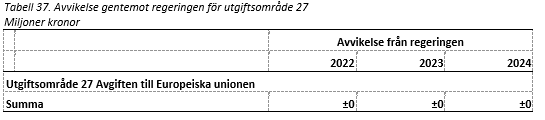 Tabell 37. Avvikelse gentemot regeringen för utgiftsområde 27
Miljoner kronor
Avvikelse från regeringen
2022 2023 2024
Utgiftsområde 27 Avgiften till Europeiska unionen
Summa ±0 ±0 ±0